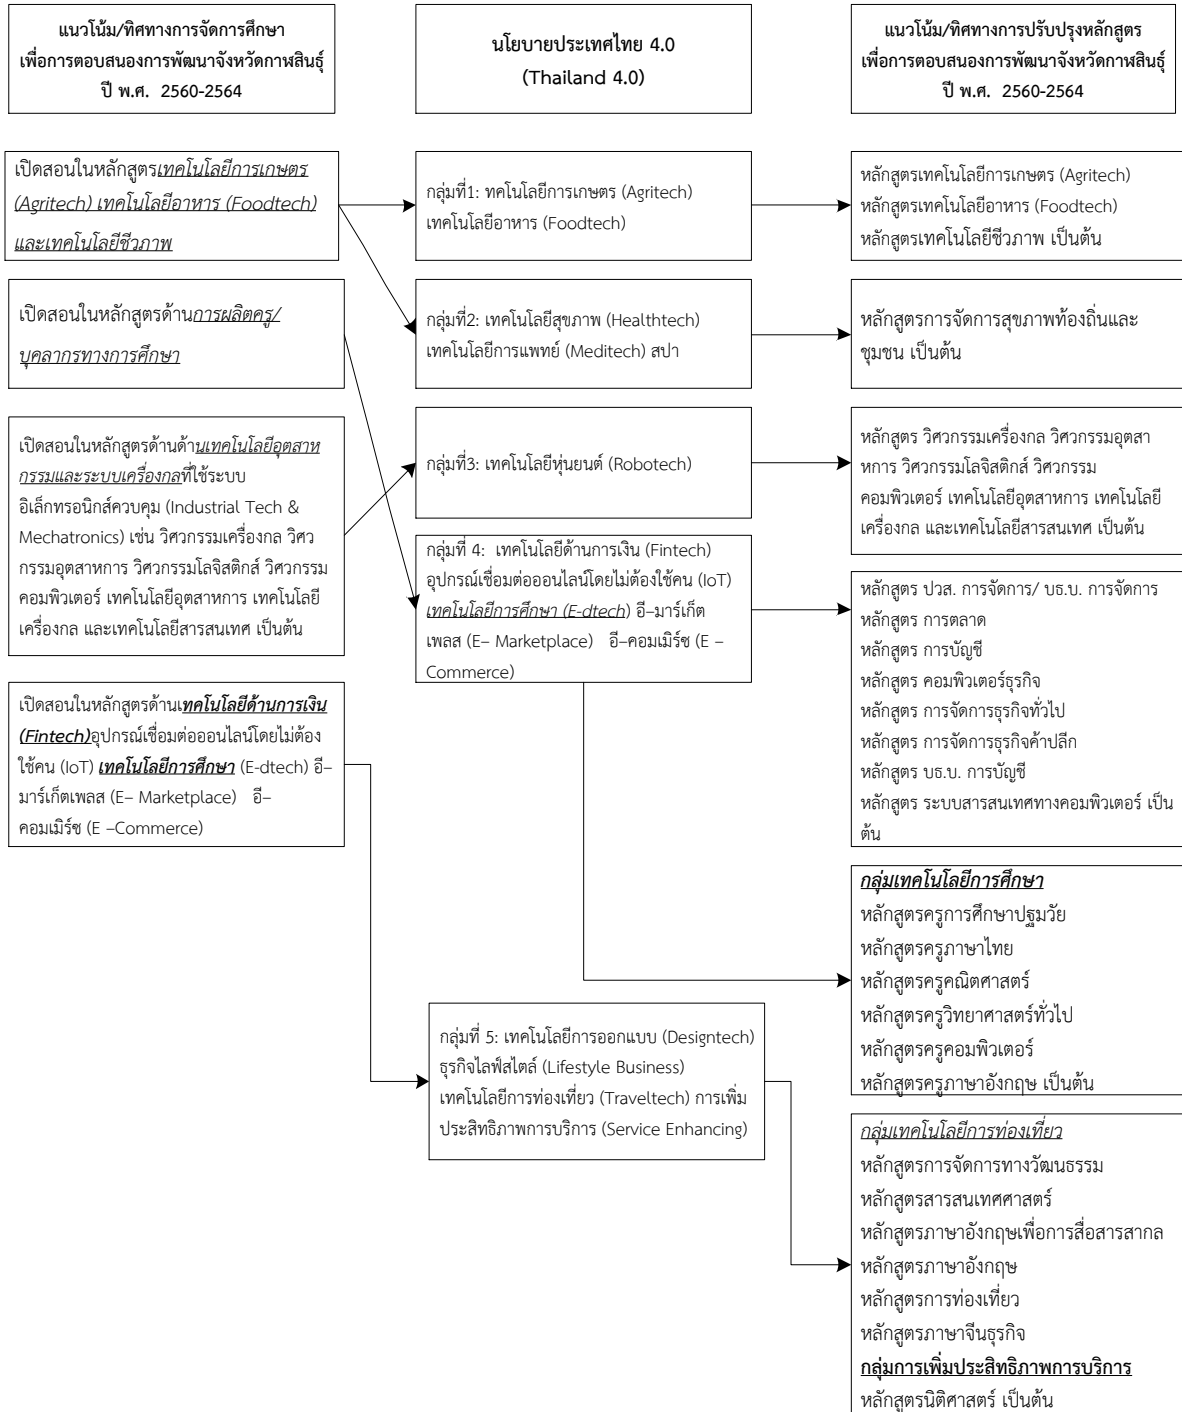 แนวโน้ม/ทิศทางการจัดการศึกษา
เพื่อการตอบสนองการพัฒนาจังหวัดกาฬสินธุ์
ปี พ.ศ. 2560-2564
นโยบายประเทศไทย 4.0
(Thailand 4.0)
แนวโน้ม/ทิศทางการปรับปรุงหลักสูตร
เพื่อการตอบสนองการพัฒนาจังหวัดกาฬสินธุ์
ปี พ.ศ. 2560-2564
เปิดสอนในหลักสูตรเทคโนโลยีการเกษตร
(Agritech) เทคโนโลยีอาหาร (Foodtech)
และเทคโนโลยีชีวภาพ
กลุ่มที่1: ทคโนโลยีการเกษตร (Agritech)
เทคโนโลยีอาหาร (Foodtech)
หลักสูตรเทคโนโลยีการเกษตร (Agritech)
หลักสูตรเทคโนโลยีอาหาร (Foodtech)
หลักสูตรเทคโนโลยีชีวภาพ เป็นต้น
เปิดสอนในหลักสูตรด้านการผลิตครู/
บุคลากรทางการศึกษา
กลุ่มที่2: เทคโนโลยีสุขภาพ (Healthtech)
เทคโนโลยีการแพทย์ (Meditech) สปา
หลักสูตรการจัดการสุขภาพท้องถิ่นและ
ชุมชน เป็นต้น
เปิดสอนในหลักสูตรด้านด้านเทคโนโลยีอุตสาห
กรรมและระบบเครื่องกลที่ใช้ระบบ
อิเล็กทรอนิกส์ควบคุม (Industrial Tech &
Mechatronics) เช่น วิศวกรรมเครื่องกล วิศว
กรรมอุตสาหการ วิศวกรรมโลจิสติกส์ วิศวกรรม
คอมพิวเตอร์ เทคโนโลยีอุตสาหการ เทคโนโลยี
เครื่องกล และเทคโนโลยีสารสนเทศ เป็นต้น
กลุ่มที่3: เทคโนโลยีหุ่นยนต์ (Robotech)
หลักสูตร วิศวกรรมเครื่องกล วิศวกรรมอุตสา
หการ วิศวกรรมโลจิสติกส์ วิศวกรรม
คอมพิวเตอร์ เทคโนโลยีอุตสาหการ เทคโนโลยี
เครื่องกล และเทคโนโลยีสารสนเทศ เป็นต้น
กลุ่มที่ 4: เทคโนโลยีด้านการเงิน (Fintech)
อุปกรณ์เชื่อมต่อออนไลน์โดยไม่ต้องใช้คน (IoT)
เทคโนโลยีการศึกษา (E-dtech) อี–มาร์เก็ต
เพลส (E– Marketplace) อี–คอมเมิร์ซ (E –
Commerce)
หลักสูตร ปวส. การจัดการ/ บธ.บ. การจัดการ
หลักสูตร การตลาด
หลักสูตร การบัญชี
หลักสูตร คอมพิวเตอร์ธุรกิจ
หลักสูตร การจัดการธุรกิจทั่วไป
หลักสูตร การจัดการธุรกิจค้าปลีก
หลักสูตร บธ.บ. การบัญชี
หลักสูตร ระบบสารสนเทศทางคอมพิวเตอร์ เป็น
ต้น
เปิดสอนในหลักสูตรด้านเทคโนโลยีด้านการเงิน
(Fintech)อุปกรณ์เชื่อมต่อออนไลน์โดยไม่ต้อง
ใช้คน (IoT) เทคโนโลยีการศึกษา (E-dtech) อี–
มาร์เก็ตเพลส (E– Marketplace) อี–
คอมเมิร์ซ (E –Commerce)
กลุ่มเทคโนโลยีการศึกษา
หลักสูตรครูการศึกษาปฐมวัย
หลักสูตรครูภาษาไทย
หลักสูตรครูคณิตศาสตร์
หลักสูตรครูวิทยาศาสตร์ทั่วไป
หลักสูตรครูคอมพิวเตอร์
หลักสูตรครูภาษาอังกฤษ เป็นต้น
กลุ่มที่ 5: เทคโนโลยีการออกแบบ (Designtech)
ธุรกิจไลฟ์สไตล์ (Lifestyle Business)
เทคโนโลยีการท่องเที่ยว (Traveltech) การเพิ่ม
ประสิทธิภาพการบริการ (Service Enhancing)
กลุ่มเทคโนโลยีการท่องเที่ยว
หลักสูตรการจัดการทางวัฒนธรรม
หลักสูตรสารสนเทศศาสตร์
หลักสูตรภาษาอังกฤษเพื่อการสื่อสารสากล
หลักสูตรภาษาอังกฤษ
หลักสูตรการท่องเที่ยว
หลักสูตรภาษาจีนธุรกิจ
กลุ่มการเพิ่มประสิทธิภาพการบริการ
หลักสูตรนิติศาสตร์ เป็นต้น